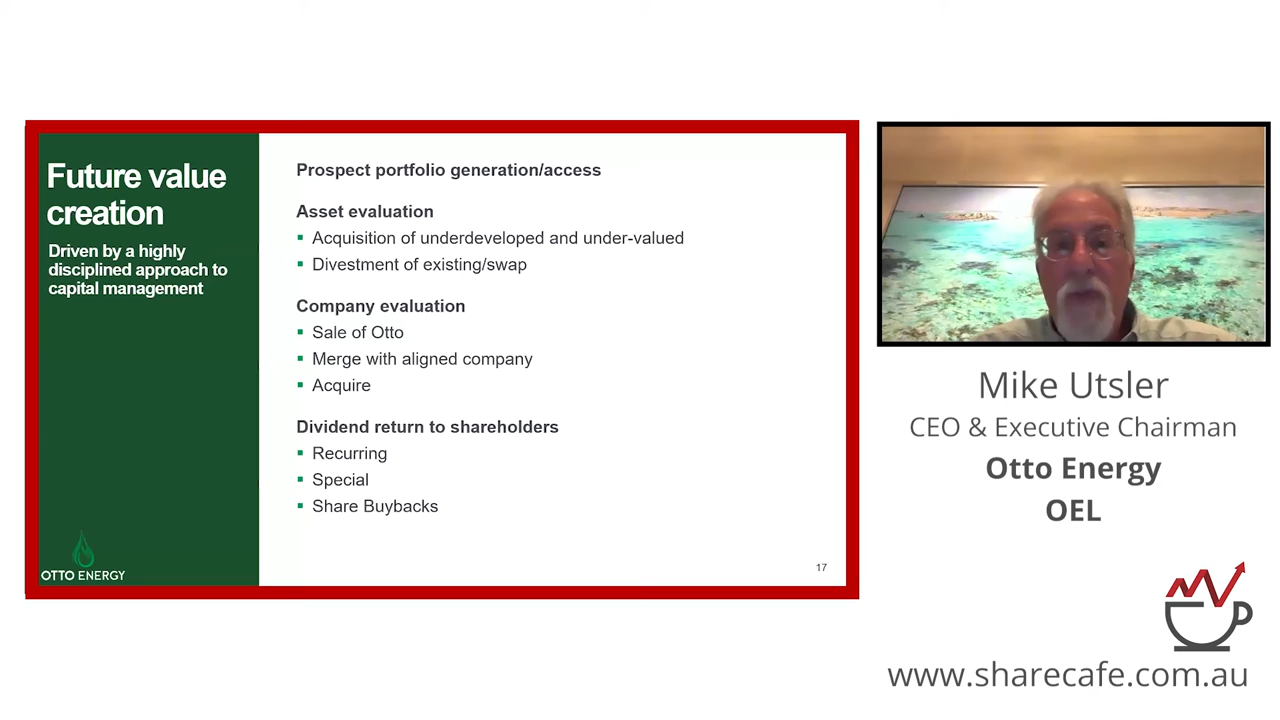 Future value
creation
Driven by a highly
disciplined approach to
capital management
OTTO ENERGY
Prospect portfolio generation/access
Asset evaluation
▪ Acquisition of underdeveloped and under-valued
▪ Divestment of existing/swap
Company evaluation
▪ Sale of Otto
▪ Merge with aligned company
▪ Acquire
Dividend return to shareholders
▪ Recurring
▪ Special
▪ Share Buybacks
17
Mike Utsler
CEO & Executive Chairman
Otto Energy
OEL
www.sharecafe.com.au